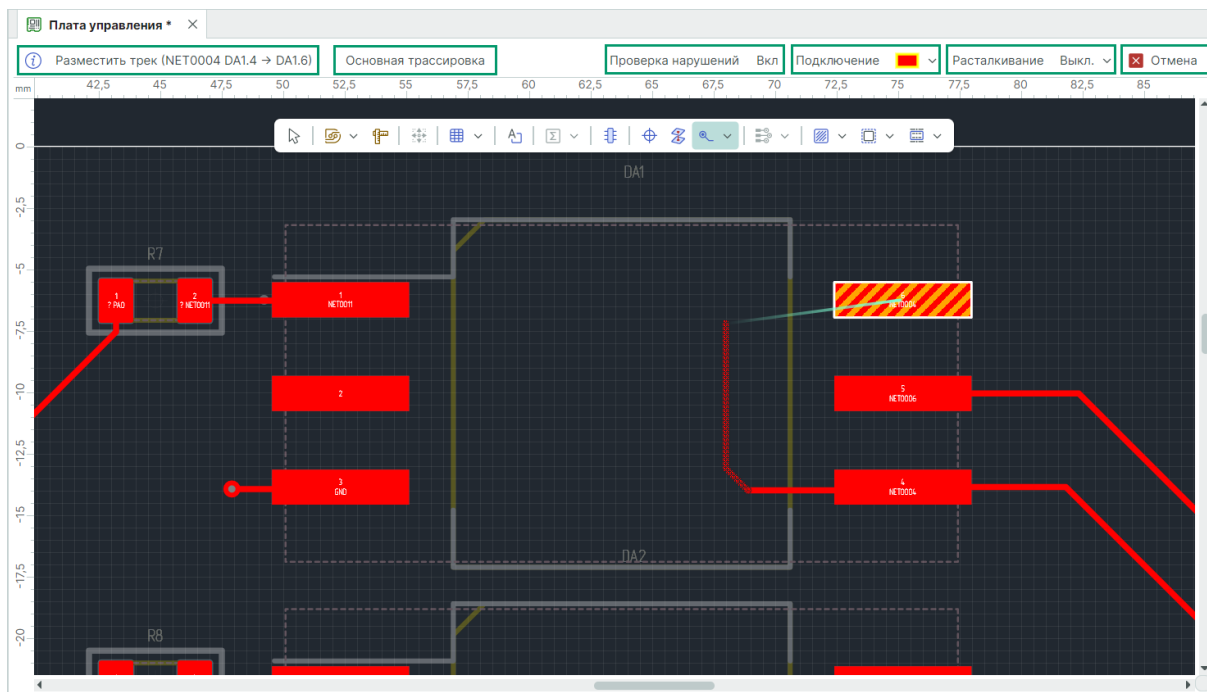 Плата управления *
Разместить трек (NET0004 DA1.4 → DA1.6)
Основная трассировка
Проверка нарушений Вкл
Подключение
Расталкивание Выкл.
Отмена
mm 42,5 45 47,5 50 52,5 55 57,5 60 62,5 65 67,5 70 72,5 75 77,5 80 82,5 85
0
-2,5
-5
-7,5
-10
-12,5
-15
-17,5
-20
DA1
R7
1
? PA0
2
? NET0011
1
NET0011
6
NET0004
2
5
NET0006
3
GND
4
NET0004
DA2
R8